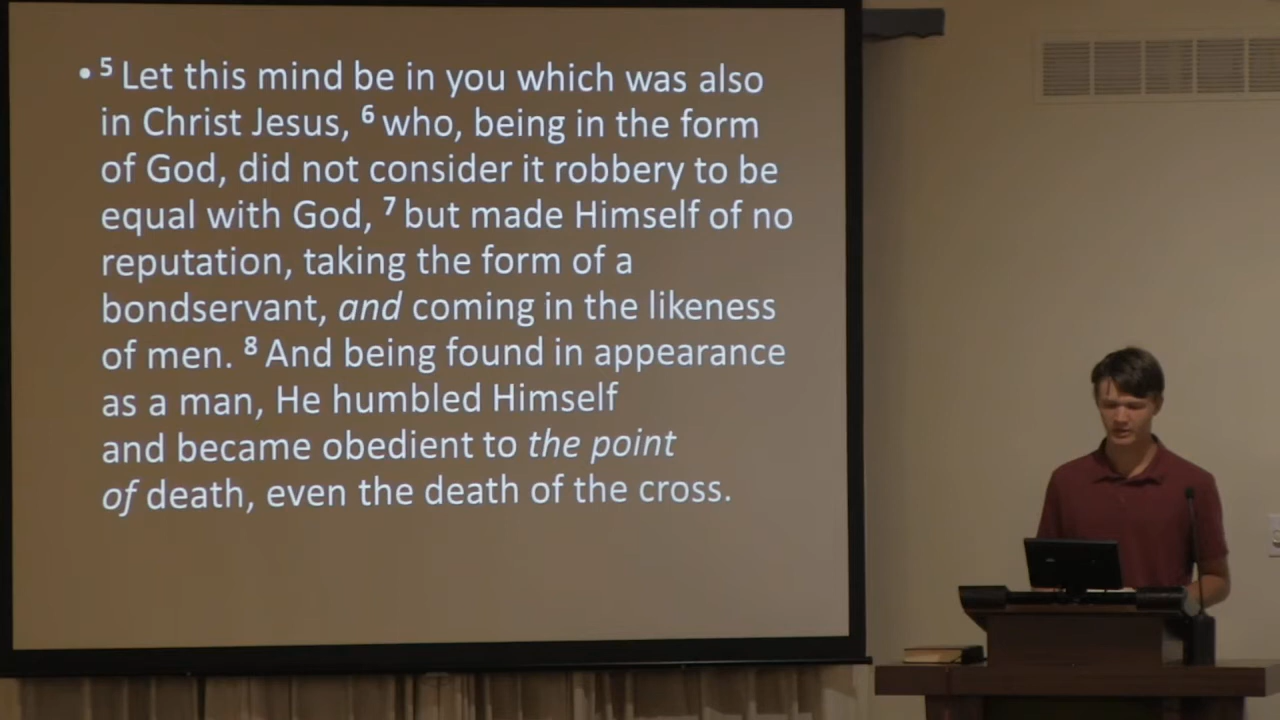 • ⁵ Let this mind be in you which was also
in Christ Jesus, ⁶ who, being in the form
of God, did not consider it robbery to be
equal with God, ⁷ but made Himself of no
reputation, taking the form of a
bondservant, and coming in the likeness
of men. ⁸ And being found in appearance
as a man, He humbled Himself
and became obedient to the point
of death, even the death of the cross.